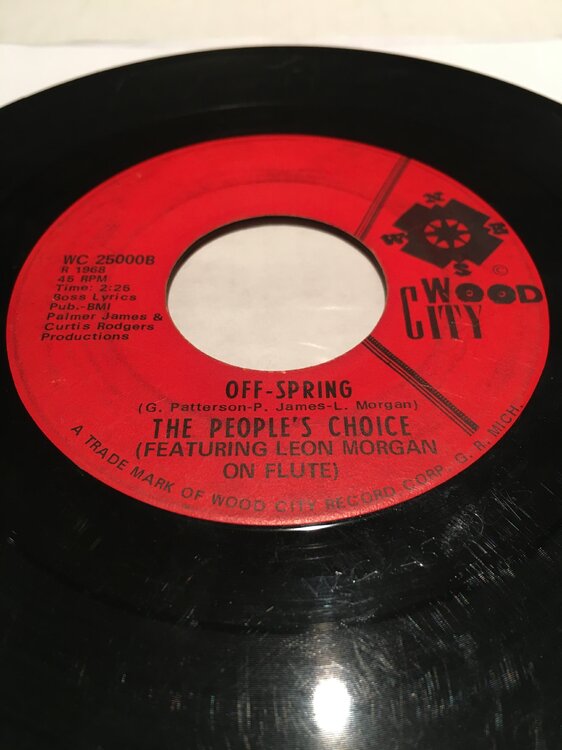 WC 25000B
R 1968
45 RPM
Time: 2:25
Boss Lyrics
Pub.-BMI
Palmer James &
Curtis Rodgers
Productions
N
W E
S
©
WOOD
CITY
OFF-SPRING
(G. Patterson-P. James-L. Morgan)
THE PEOPLE'S CHOICE
(FEATURING LEON MORGAN
ON FLUTE)
A TRADE MARK OF WOOD CITY RECORD CORP., G. R. MICH.